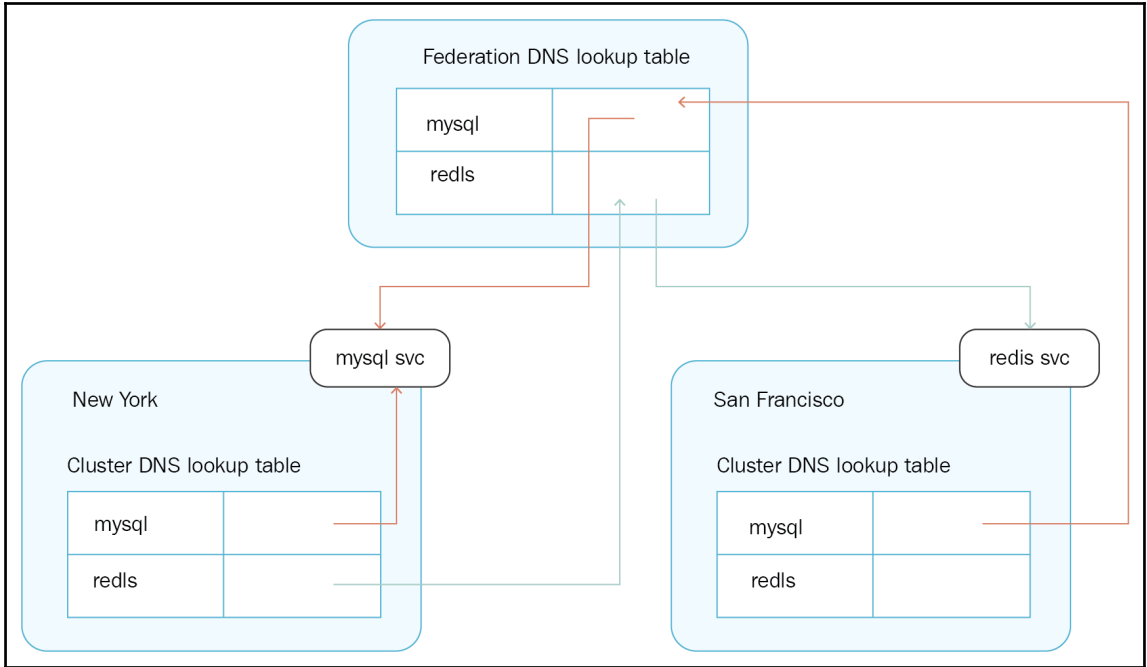 Federation DNS lookup table
mysql
redls
mysql svc
redis svc
New York
Cluster DNS lookup table
mysql
redls
San Francisco
Cluster DNS lookup table
mysql
redls